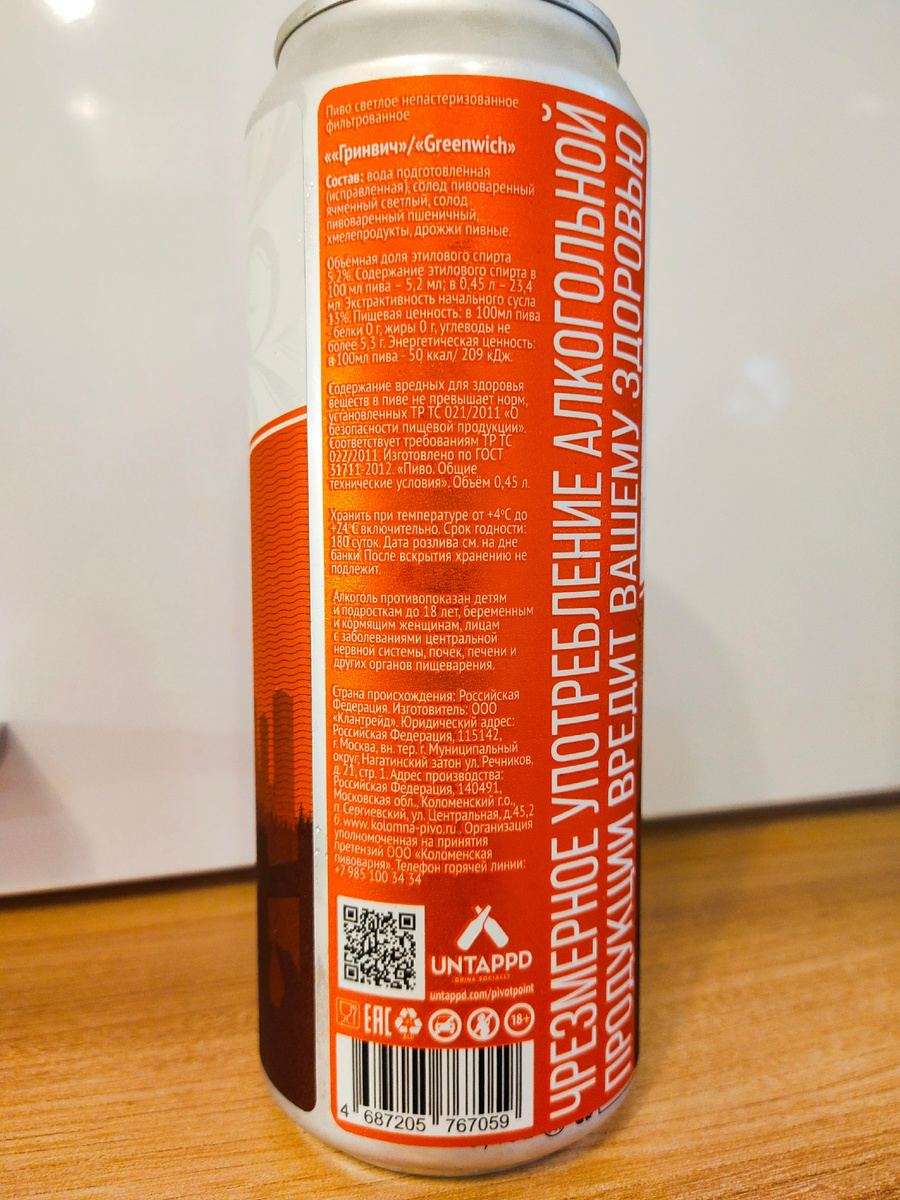 Пиво светлое непастеризованное
фильтрованное
««Гринвич»/«Greenwich»
Состав: вода подготовленная
(исправленная), солод пивоваренный
ячменный светлый, солод
пивоваренный пшеничный,
хмелепродукты, дрожжи пивные.
Объёмная доля этилового спирта
5,2%. Содержание этилового спирта в
100 мл пива – 5,2 мл; в 0,45 л – 23,4
мл. Экстрактивность начального сусла
13%. Пищевая ценность: в 100мл пива
- белки 0 г, жиры 0 г, углеводы не
более 5,3 г. Энергетическая ценность:
в 100мл пива - 50 ккал/ 209 кДж.
Содержание вредных для здоровья
веществ в пиве не превышает норм,
установленных ТР ТС 021/2011 «О
безопасности пищевой продукции».
Соответствует требованиям ТР ТС
022/2011. Изготовлено по ГОСТ
31711-2012. «Пиво. Общие
технические условия». Объём 0,45 л.
Хранить при температуре от +4°С до
+24°С включительно. Срок годности:
180 суток. Дата розлива см. на дне
банки. После вскрытия хранению не
подлежит.
Алкоголь противопоказан детям
и подросткам до 18 лет, беременным
и кормящим женщинам, лицам
с заболеваниями центральной
нервной системы, почек, печени и
других органов пищеварения.
Страна происхождения: Российская
Федерация. Изготовитель: ООО
«Клантрейд». Юридический адрес:
Российская Федерация, 115142,
г. Москва, вн. тер. г. Муниципальный
округ, Нагатинский затон ул. Речников,
д. 21, стр. 1. Адрес производства:
Российская Федерация, 140491,
Московская обл., Коломенский г.о.,
п. Сергиевский, ул. Центральная, д.45,2
6. www. kolomna-pivo.ru . Организация
уполномоченная на принятия
претензий ООО «Коломенская
пивоварня». Телефон горячей линии:
+7 985 100 34 34
UNTAPPD
DRINK SOCIALLY
untappd.com/pivotpoint
EAC
41
ALU
18+
4 687205 767059
ЧРЕЗМЕРНОЕ УПОТРЕБЛЕНИЕ АЛКОГОЛЬНОЙ
ПРОДУКЦИИ ВРЕДИТ ВАШЕМУ ЗДОРОВЬЮ